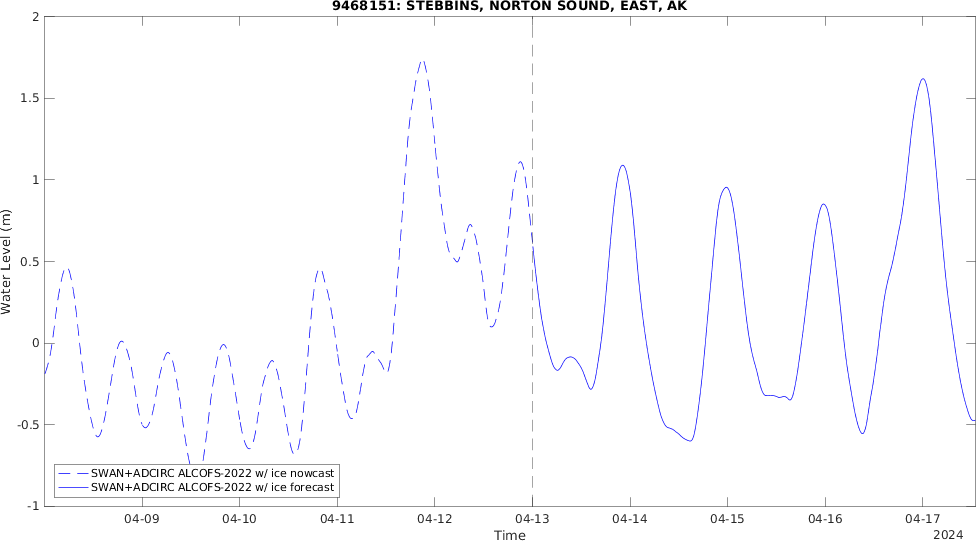 9468151: STEBBINS, NORTON SOUND, EAST, AK
2
1.5
1
0.5
0
-0.5
-1
Water Level (m)
SWAN+ADCIRC ALCOFS-2022 w/ ice nowcast
SWAN+ADCIRC ALCOFS-2022 w/ ice forecast
04-09 04-10 04-11 04-12 04-13 04-14 04-15 04-16 04-17
Time
2024